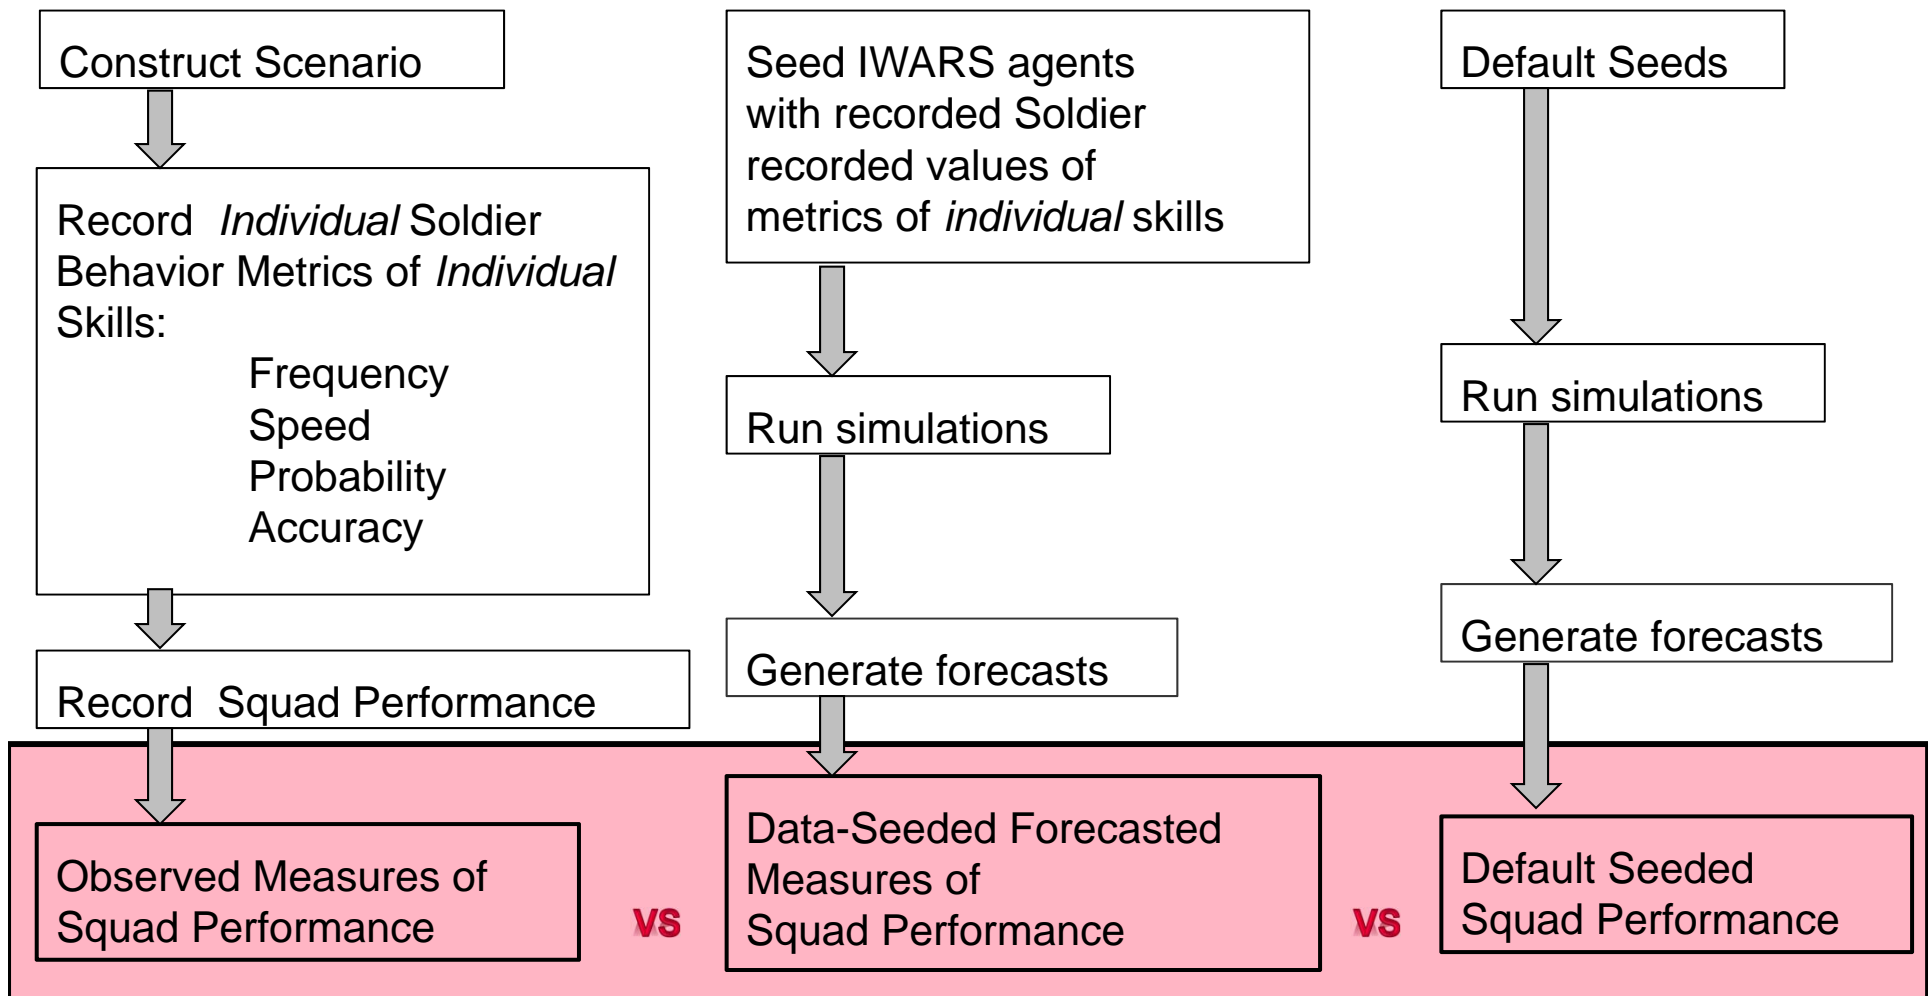 Construct Scenario
Record Individual Soldier
Behavior Metrics of Individual
Skills:
Frequency
Speed
Probability
Accuracy
Record Squad Performance
Observed Measures of
Squad Performance
vs
Seed IWARS agents
with recorded Soldier
recorded values of
metrics of individual skills
Run simulations
Generate forecasts
Data-Seeded Forecasted
Measures of
Squad Performance
vs
Default Seeds
Run simulations
Generate forecasts
Default Seeded
Squad Performance